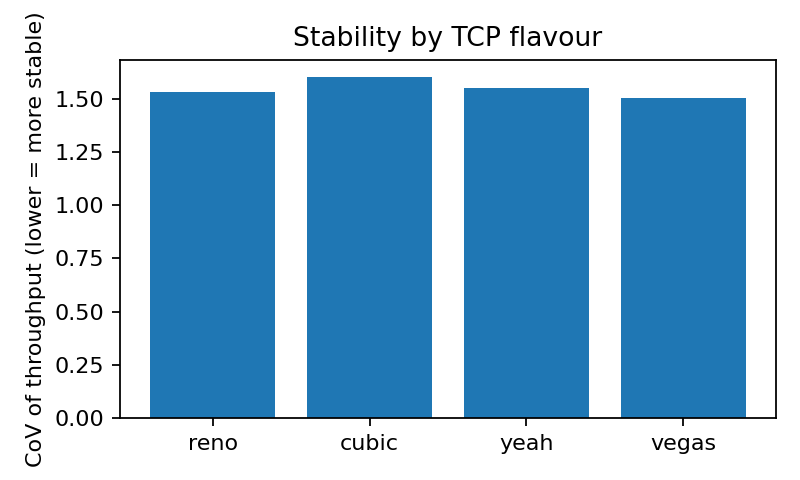 Stability by TCP flavour
CoV of throughput (lower = more stable)
1.50
1.25
1.00
0.75
0.50
0.25
0.00
reno
cubic
yeah
vegas